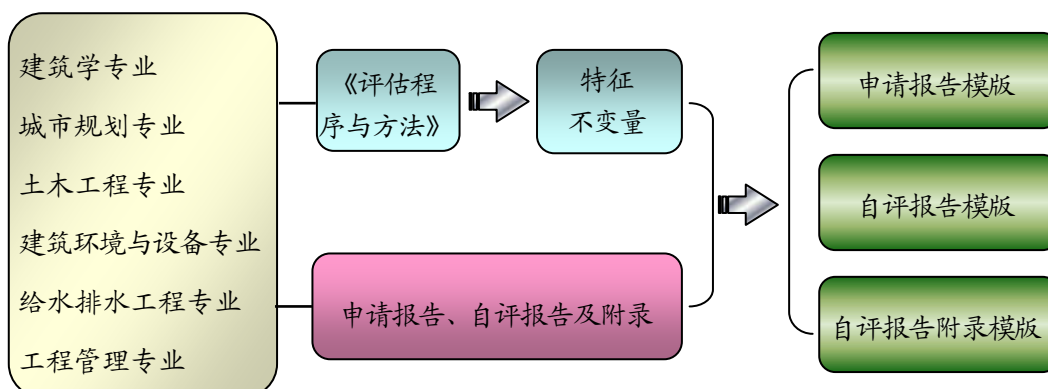 建筑学专业
城市规划专业
土木工程专业
建筑环境与设备专业
给水排水工程专业
工程管理专业
《评估程
序与方法》
特征
不变量
申请报告、自评报告及附录
申请报告模版
自评报告模版
自评报告附录模版